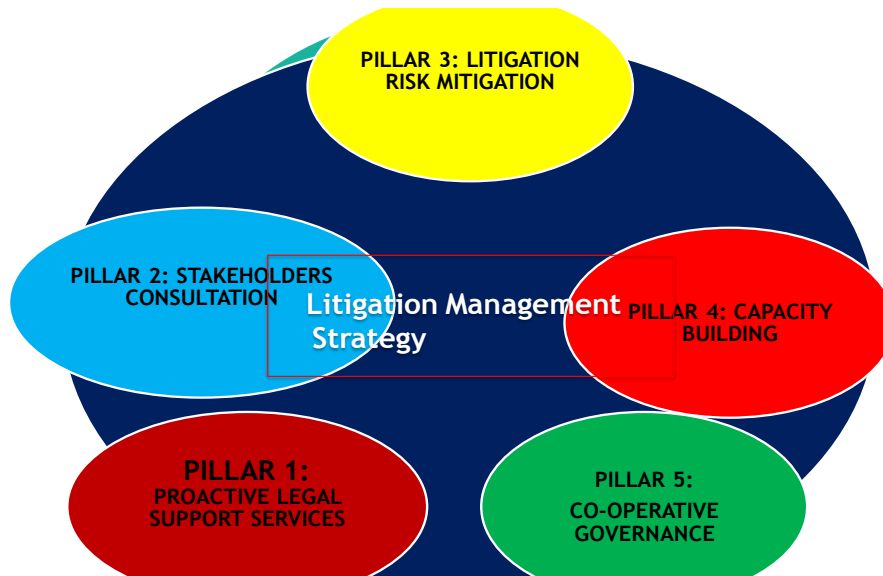 PILLAR 3: LITIGATION
RISK MITIGATION
PILLAR 2: STAKEHOLDERS
CONSULTATION
Litigation Management
Strategy
PILLAR 4: CAPACITY
BUILDING
PILLAR 1:
PROACTIVE LEGAL
SUPPORT SERVICES
PILLAR 5:
CO-OPERATIVE
GOVERNANCE